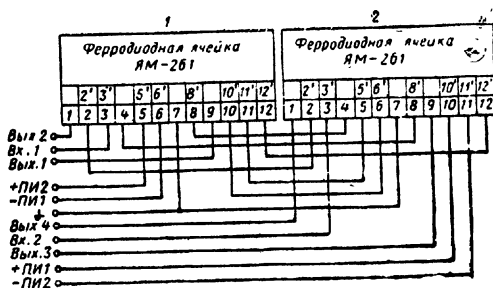 1 2
Ферродиодная ячейка Ферродиодная ячейка
ЯМ-261 ЯМ-261
2' 3' 5' 6' 8' 10' 11' 12' 2' 3' 5' 6' 8' 10' 11' 12'
1 2 3 4 5 6 7 8 9 10 11 12 1 2 3 4 5 6 7 8 9 10 11 12
Вых 2
Вх. 1
Вых. 1
+ПИ2
-ПИ1
Вых 4
Вх. 2
Вых. 3
+ПИ1
-ПИ2